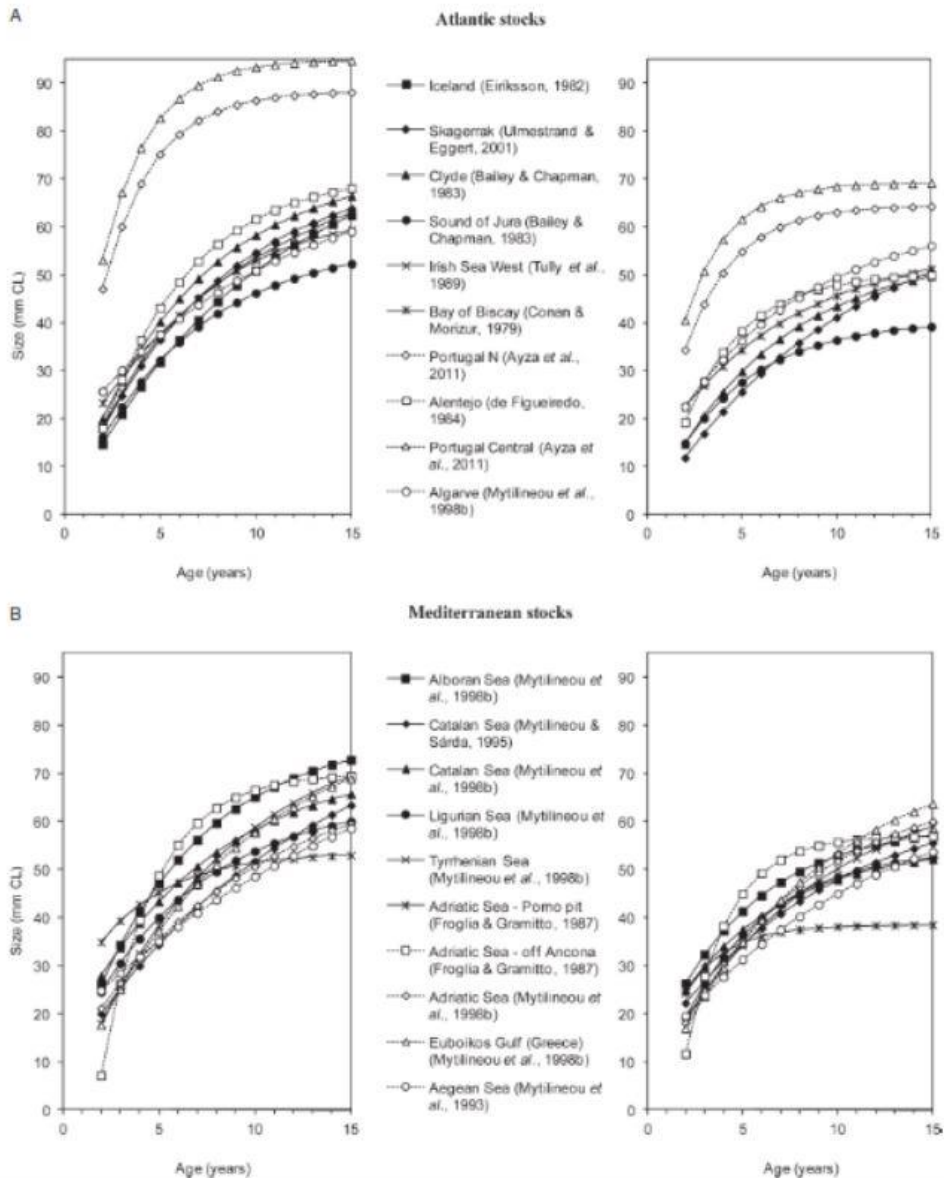 A
Atlantic stocks
90
80
70
60
50
40
30
20
10
0
Size (mm CL)
0 5 10 15
Age (years)
Iceland (Eiriksson, 1982)
Skagerrak (Ulmestrand &
Eggert, 2001)
Clyde (Bailey & Chapman,
1983)
Sound of Jura (Bailey &
Chapman, 1983)
Irish Sea West (Tully et al.,
1989)
Bay of Biscay (Conan &
Morizur, 1979)
Portugal N (Ayza et al.,
2011)
Alentejo (de Figueiredo,
1984)
Portugal Central (Ayza et
al., 2011)
Algarve (Mytilineou et al.,
1998b)
90
80
70
60
50
40
30
20
10
0
0 5 10 15
Age (years)
B
Mediterranean stocks
90
80
70
60
50
40
30
20
10
0
Size (mm CL)
0 5 10 15
Age (years)
Alboran Sea (Mytilineou et
al., 1998b)
Catalan Sea (Mytilineou &
Sárda, 1995)
Catalan Sea (Mytilineou et
al., 1998b)
Ligurian Sea (Mytilineou et
al., 1998b)
Tyrrhenian Sea
(Mytilineou et al., 1998b)
Adriatic Sea - Pomo pit
(Froglia & Gramitto, 1987)
Adriatic Sea - off Ancona
(Froglia & Gramitto, 1987)
Adriatic Sea (Mytilineou et
al., 1998b)
Euboikos Gulf (Greece)
(Mytilineou et al., 1998b)
Aegean Sea (Mytilineou et
al., 1993)
90
80
70
60
50
40
30
20
10
0
0 5 10 15
Age (years)